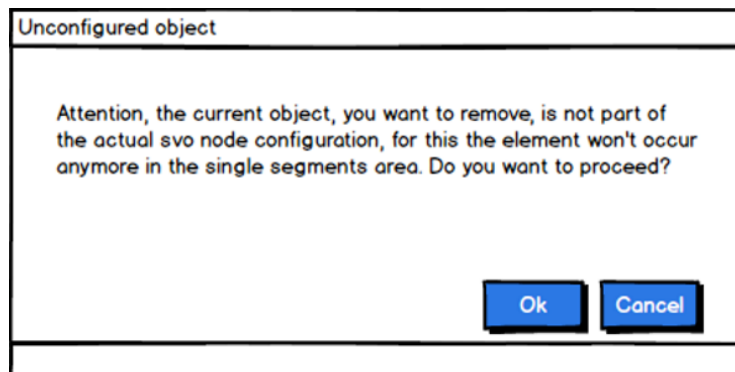 Unconfigured object
Attention, the current object, you want to remove, is not part of
the actual svo node configuration, for this the element won't occur
anymore in the single segments area. Do you want to proceed?
Ok Cancel